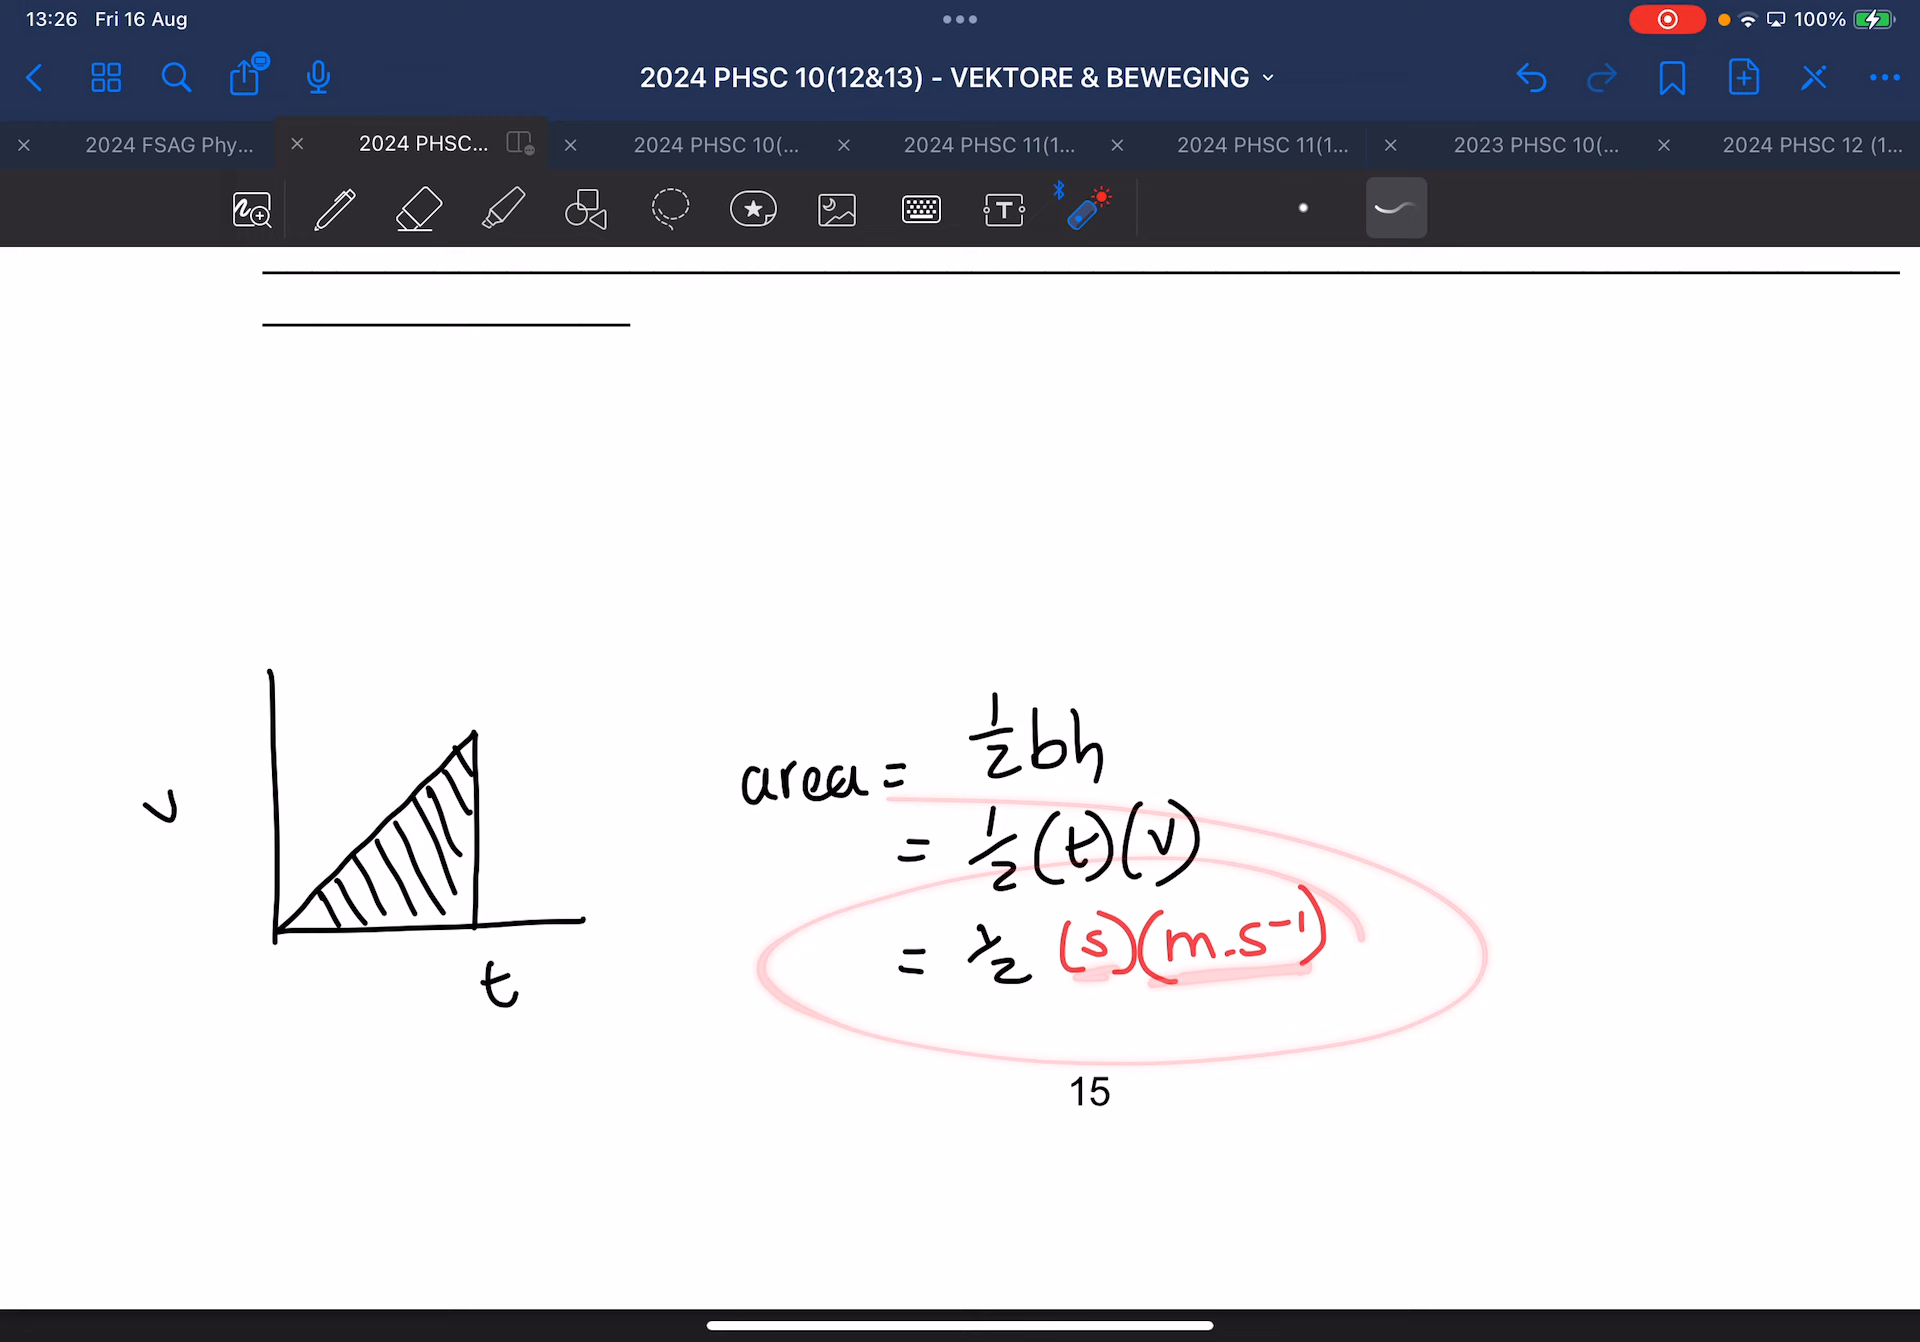 13:26 Fri 16 Aug
100%
2024 PHSC 10(12&13) - VEKTORE & BEWEGING
2024 FSAG Phy...
2024 PHSC...
2024 PHSC 10(...
2024 PHSC 11(1...
2024 PHSC 11(1...
2023 PHSC 10(...
2024 PHSC 12 (1...
T
v
t
area = ½bh
= ½(t)(v)
= ½ (s)(m.s⁻¹)
15